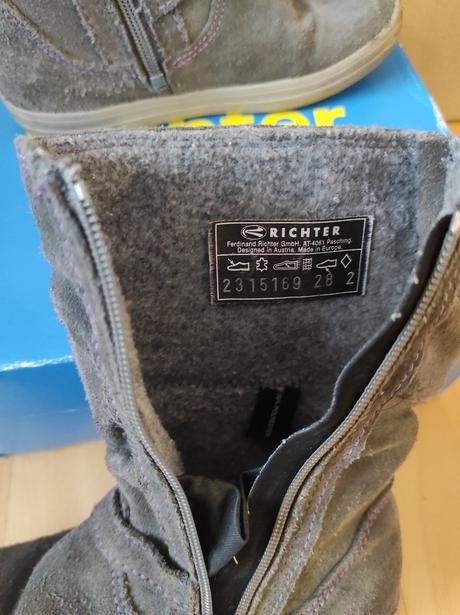 RICHTER
Ferdinand Richter GmbH. AT-4061 Pasching.
Designed in Austria. Made in Europe.
2315169 28 2